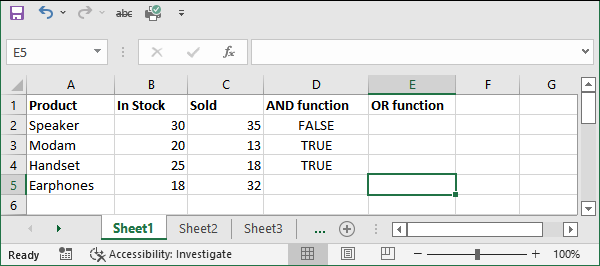 abc
E5 fx
A B C D E F G
1 Product In Stock Sold AND function OR function
2 Speaker 30 35 FALSE
3 Modam 20 13 TRUE
4 Handset 25 18 TRUE
5 Earphones 18 32
6
Sheet1 Sheet2 Sheet3 ...
Ready Accessibility: Investigate 100%